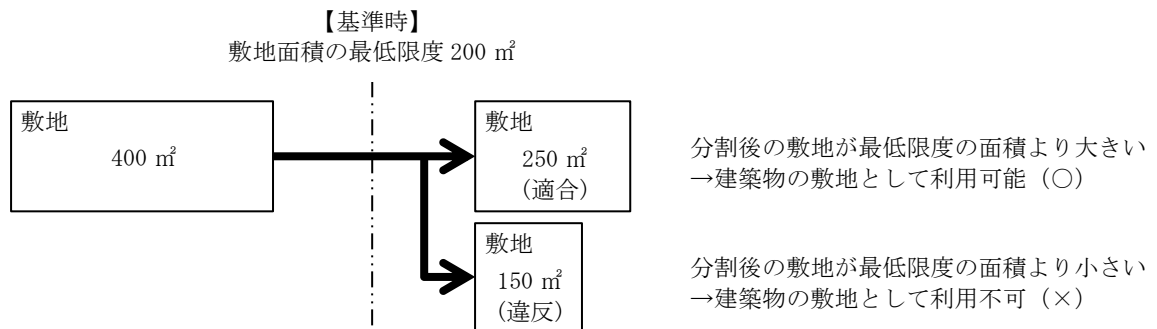 【基準時】
敷地面積の最低限度 200 ㎡
敷地
400 ㎡
敷地
250 ㎡
(適合)
分割後の敷地が最低限度の面積より大きい
→建築物の敷地として利用可能（○）
敷地
150 ㎡
(違反)
分割後の敷地が最低限度の面積より小さい
→建築物の敷地として利用不可（×）